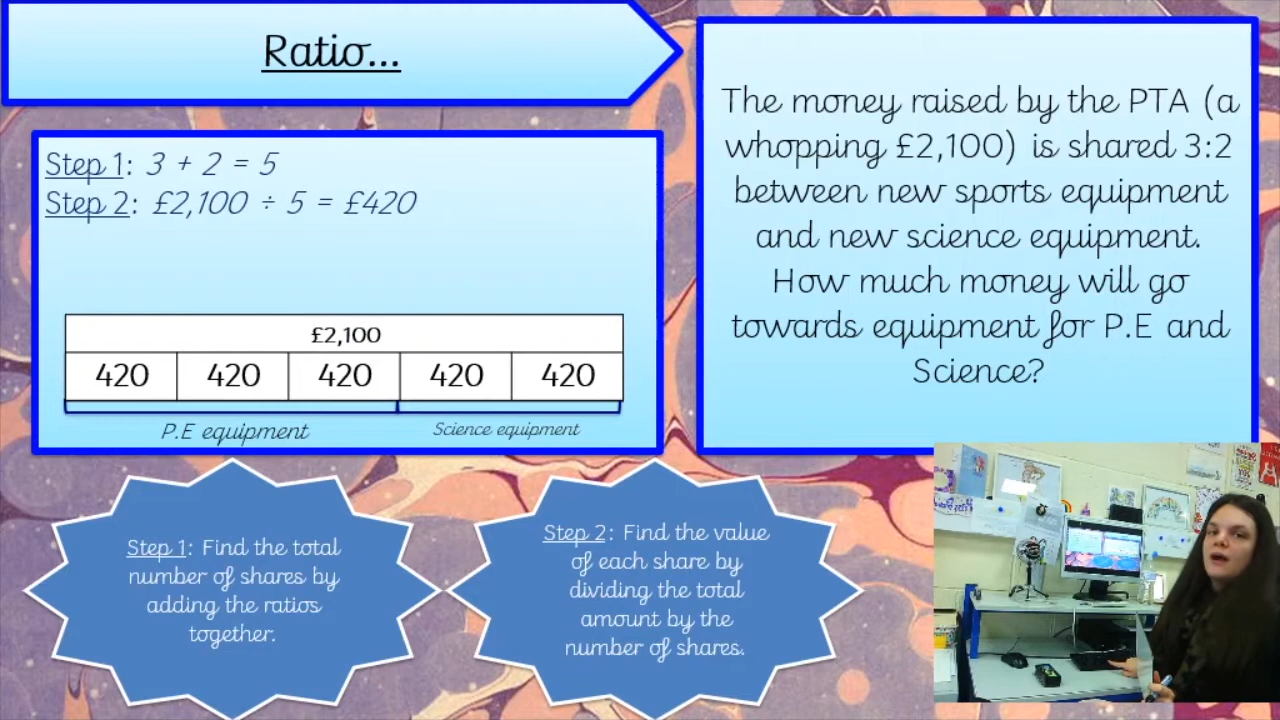 Ratio...
Step 1: 3 + 2 = 5
Step 2: £2,100 ÷ 5 = £420
£2,100
420 420 420 420 420
P.E equipment
Science equipment
The money raised by the PTA (a
whopping £2,100) is shared 3:2
between new sports equipment
and new science equipment.
How much money will go
towards equipment for P.E and
Science?
Step 1: Find the total
number of shares by
adding the ratios
together.
Step 2: Find the value
of each share by
dividing the total
amount by the
number of shares.